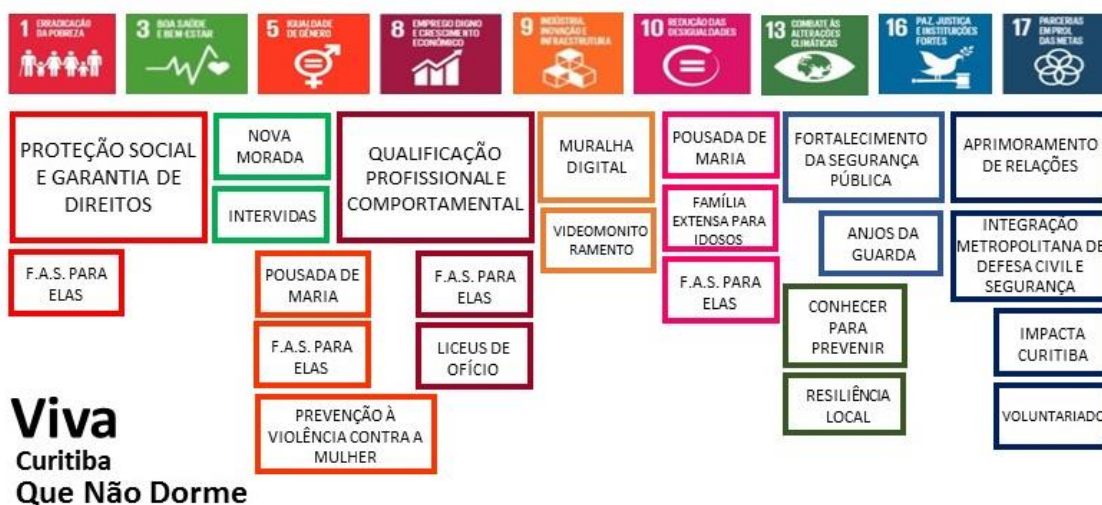 1 ERRADICAÇÃO
DA POBREZA
3 BOA SAÚDE
E BEM-ESTAR
5 IGUALDADE
DE GÉNERO
8 EMPREGO DIGNO
E CRESCIMENTO
ECONÓMICO
9 INDÚSTRIA,
INOVAÇÃO E
INFRAESTRUTURA
10 REDUÇÃO DAS
DESIGUALDADES
13 COMBATE ÀS
ALTERAÇÕES
CLIMÁTICAS
16 PAZ, JUSTIÇA
E INSTITUIÇÕES
FORTES
17 PARCERIAS
EM PROL
DAS METAS
PROTEÇÃO SOCIAL
E GARANTIA DE
DIREITOS
F.A.S. PARA
ELAS
NOVA
MORADA
INTERVIDAS
POUSADA DE
MARIA
F.A.S. PARA
ELAS
PREVENÇÃO À
VIOLÊNCIA CONTRA A
MULHER
QUALIFICAÇÃO
PROFISSIONAL E
COMPORTAMENTAL
F.A.S. PARA
ELAS
LICEUS DE
OFÍCIO
MURALHA
DIGITAL
VIDEOMONITO
RAMENTO
POUSADA DE
MARIA
FAMÍLIA
EXTENSA PARA
IDOSOS
F.A.S. PARA
ELAS
FORTALECIMENTO
DA SEGURANÇA
PÚBLICA
ANJOS DA
GUARDA
CONHECER
PARA
PREVENIR
RESILIÊNCIA
LOCAL
APRIMORAMENTO
DE RELAÇÕES
INTEGRAÇÃO
METROPOLITANA DE
DEFESA CIVIL E
SEGURANÇA
IMPACTA
CURITIBA
VOLUNTARIADO
Viva
Curitiba
Que Não Dorme